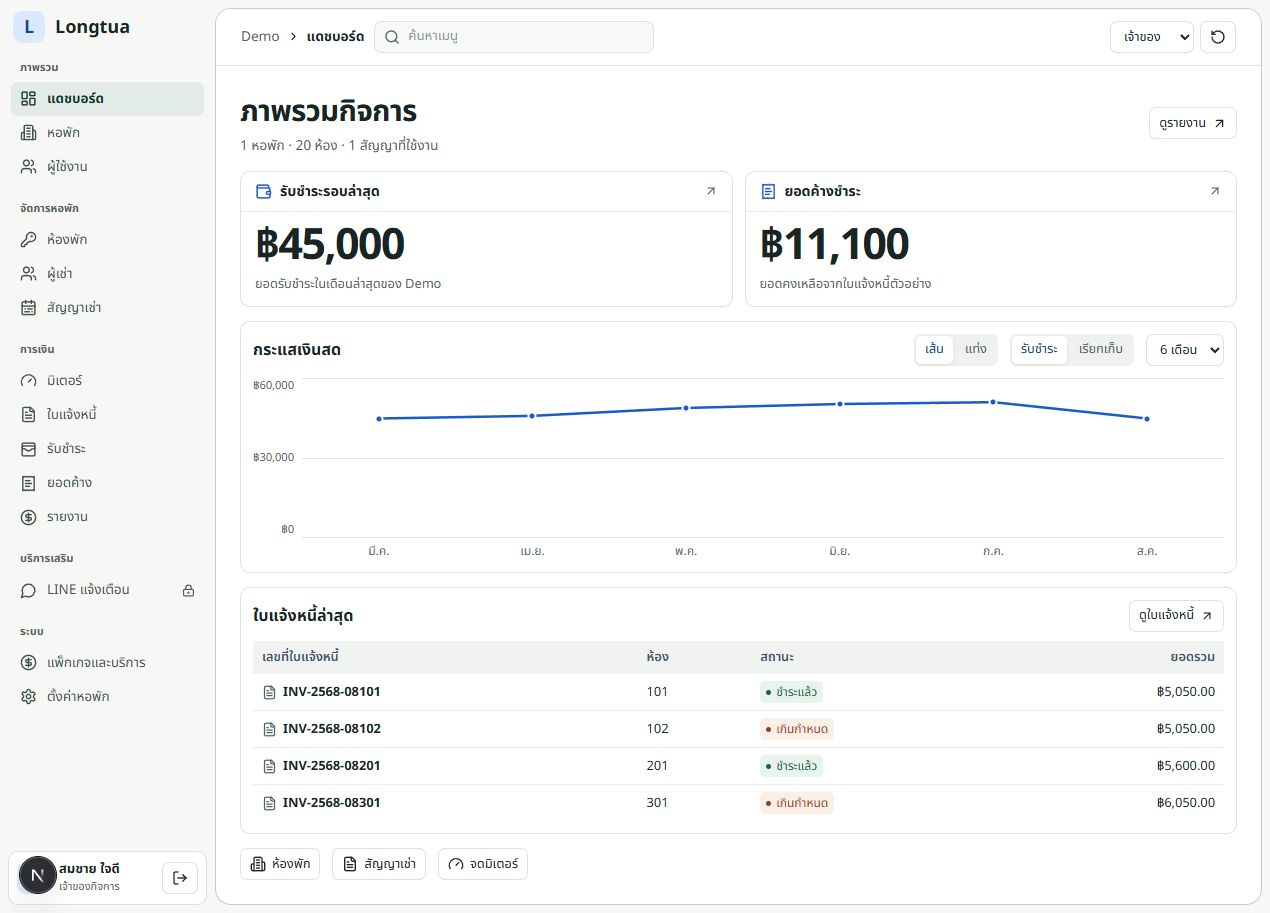 L Longtua
ภาพรวม
แดชบอร์ด
หอพัก
ผู้ใช้งาน
จัดการหอพัก
ห้องพัก
ผู้เช่า
สัญญาเช่า
การเงิน
มิเตอร์
ใบแจ้งหนี้
รับชำระ
ยอดค้าง
รายงาน
บริการเสริม
LINE แจ้งเตือน
ระบบ
แพ็กเกจและบริการ
ตั้งค่าหอพัก
N สมชาย ใจดี
เจ้าของกิจการ
Demo > แดชบอร์ด ค้นหาเมนู เจ้าของ
ภาพรวมกิจการ
1 หอพัก · 20 ห้อง · 1 สัญญาที่ใช้งาน
ดูรายงาน
รับชำระรอบล่าสุด
฿45,000
ยอดรับชำระในเดือนล่าสุดของ Demo
ยอดค้างชำระ
฿11,100
ยอดคงเหลือจากใบแจ้งหนี้ตัวอย่าง
กระแสเงินสด เส้น แท่ง รับชำระ เรียกเก็บ 6 เดือน
฿60,000
฿30,000
฿0
มี.ค. เม.ย. พ.ค. มิ.ย. ก.ค. ส.ค.
ใบแจ้งหนี้ล่าสุด ดูใบแจ้งหนี้
เลขที่ใบแจ้งหนี้ ห้อง สถานะ ยอดรวม
INV-2568-08101 101 ชำระแล้ว ฿5,050.00
INV-2568-08102 102 เกินกำหนด ฿5,050.00
INV-2568-08201 201 ชำระแล้ว ฿5,600.00
INV-2568-08301 301 เกินกำหนด ฿6,050.00
ห้องพัก สัญญาเช่า จดมิเตอร์